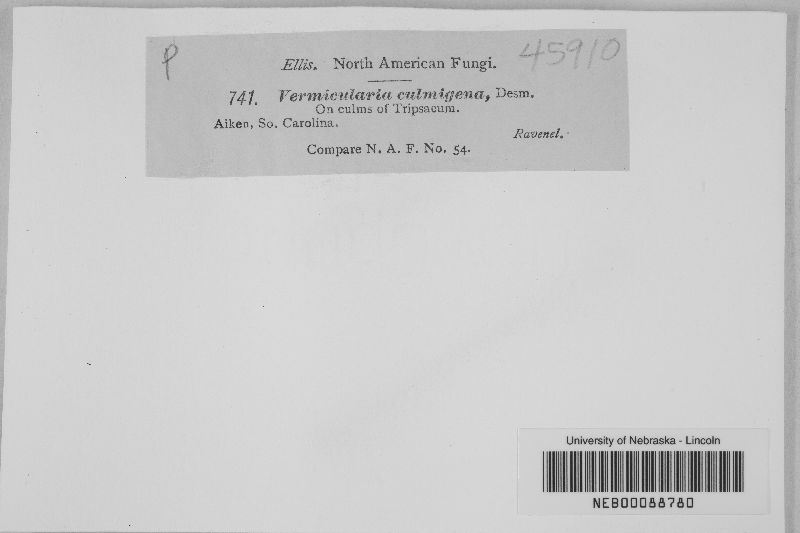 P
45910
Ellis. North American Fungi.
741. Vermicularia culmigena, Desm.
On culms of Tripsacum.
Aiken, So. Carolina.
Ravenel.
Compare N. A. F. No. 54.
University of Nebraska - Lincoln
NEB00088780